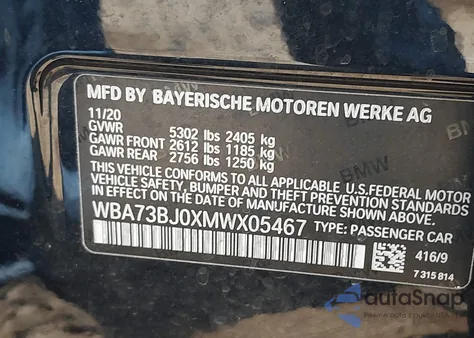 MFD BY BAYERISCHE MOTOREN WERKE AG
11/20
GVWR 5302 lbs 2405 kg
GAWR FRONT 2612 lbs 1185 kg
GAWR REAR 2756 lbs 1250 kg
THIS VEHICLE CONFORMS TO ALL APPLICABLE U.S.FEDERAL MOTOR
VEHICLE SAFETY, BUMPER AND THEFT PREVENTION STANDARDS
IN EFFECT ON DATE OF MANUFACTURE SHOWN ABOVE.
WBA73BJ0XMWX05467 TYPE: PASSENGER CAR
416/9
7 315 814
BMW
autoSnap